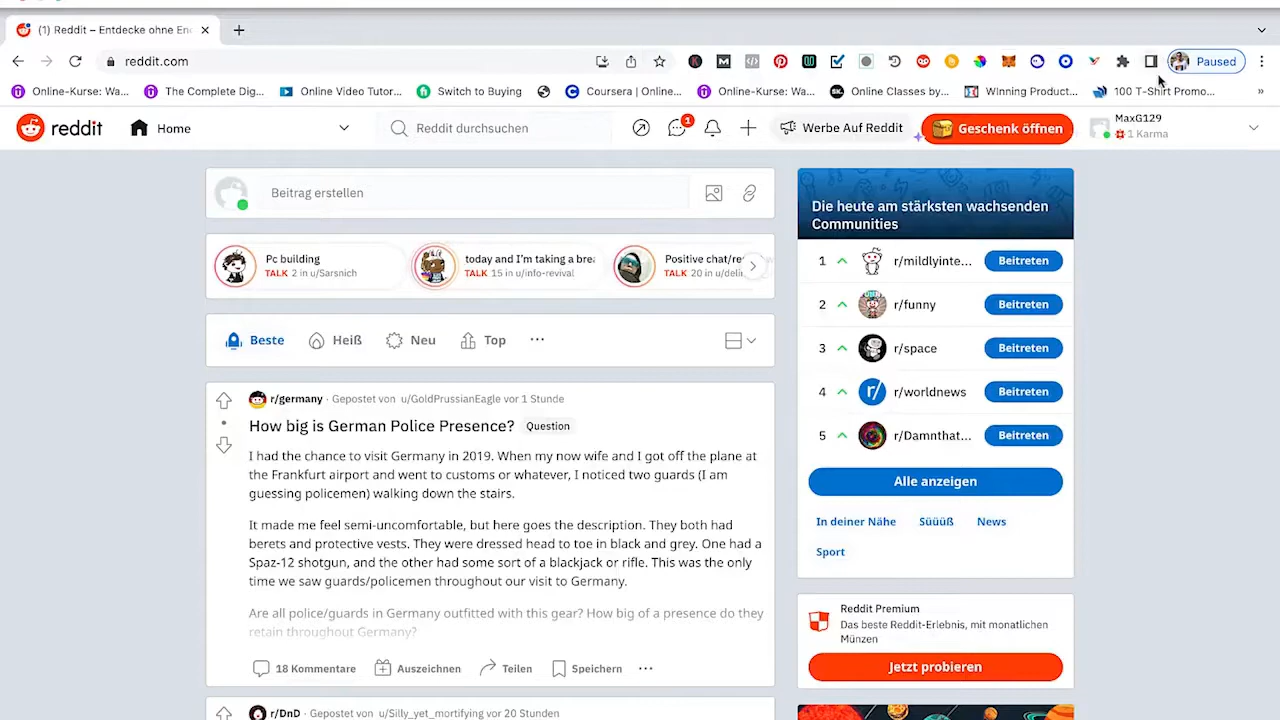 (1) Reddit – Entdecke ohne En
reddit.com
Paused
Online-Kurse: Wa...
The Complete Dig...
Online Video Tutor...
Switch to Buying
Coursera | Onlin...
Online-Kurse: Wa...
Online Classes by...
Winning Product...
100 T-Shirt Promo...
»
reddit
Home
Reddit durchsuchen
1
Werbe Auf Reddit
Geschenk öffnen
MaxG129
1 Karma
Beitrag erstellen
Pc building
TALK 2 in u/Sarsnich
today and I'm taking a brea
TALK 15 in u/info-revival
Positive chat/re
TALK 20 in u/deli
Beste
Heiß
Neu
Top
...
r/germany · Gepostet von u/GoldPrussianEagle vor 1 Stunde
How big is German Police Presence? Question
I had the chance to visit Germany in 2019. When my now wife and I got off the plane at
the Frankfurt airport and went to customs or whatever, I noticed two guards (I am
guessing policemen) walking down the stairs.
It made me feel semi-uncomfortable, but here goes the description. They both had
berets and protective vests. They were dressed head to toe in black and grey. One had a
Spaz-12 shotgun, and the other had some sort of a blackjack or rifle. This was the only
time we saw guards/policemen throughout our visit to Germany.
Are all police/guards in Germany outfitted with this gear? How big of a presence do they
retain throughout Germany?
18 Kommentare
Auszeichnen
Teilen
Speichern
...
r/DnD · Gepostet von u/Silly_yet_mortifying vor 20 Stunden
Die heute am stärksten wachsenden
Communities
1 r/mildlyinte... Beitreten
2 r/funny Beitreten
3 r/space Beitreten
4 r/worldnews Beitreten
5 r/Damnthat... Beitreten
Alle anzeigen
In deiner Nähe
Süüüß
News
Sport
Reddit Premium
Das beste Reddit-Erlebnis, mit monatlichen
Münzen
Jetzt probieren